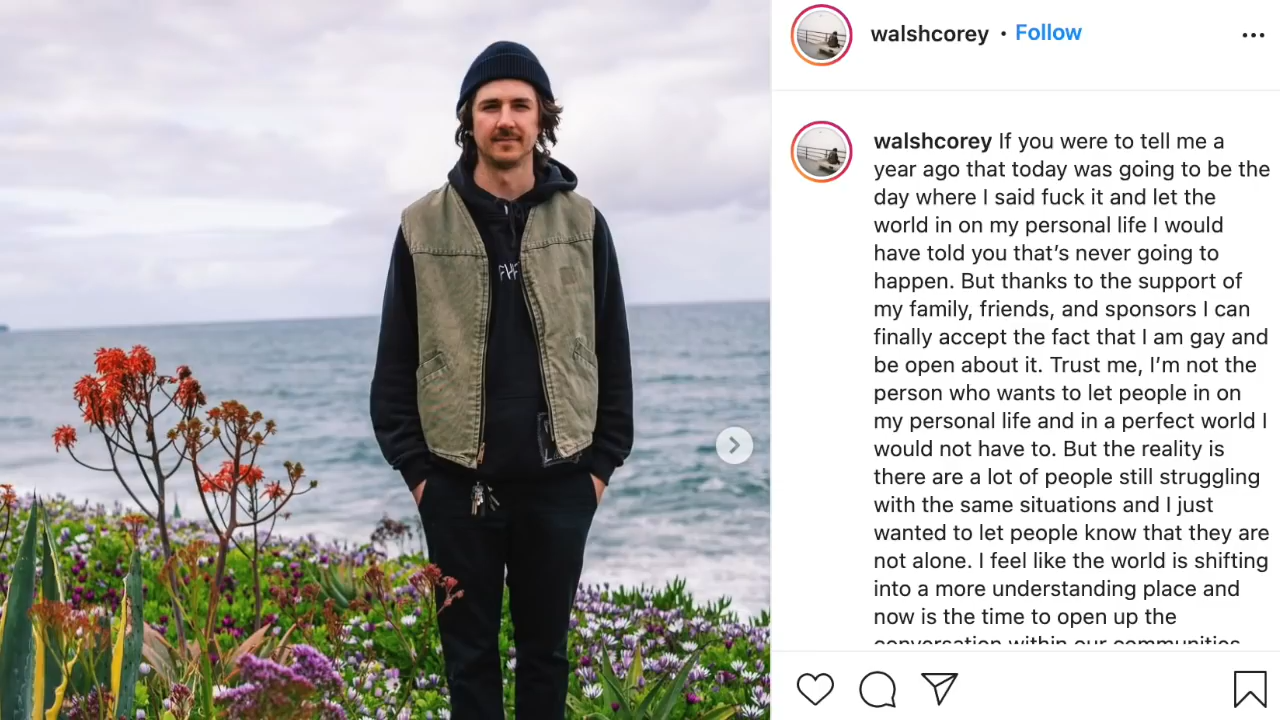 walshcorey • Follow
walshcorey If you were to tell me a
year ago that today was going to be the
day where I said fuck it and let the
world in on my personal life I would
have told you that’s never going to
happen. But thanks to the support of
my family, friends, and sponsors I can
finally accept the fact that I am gay and
be open about it. Trust me, I’m not the
person who wants to let people in on
my personal life and in a perfect world I
would not have to. But the reality is
there are a lot of people still struggling
with the same situations and I just
wanted to let people know that they are
not alone. I feel like the world is shifting
into a more understanding place and
now is the time to open up the
conversation within our communities